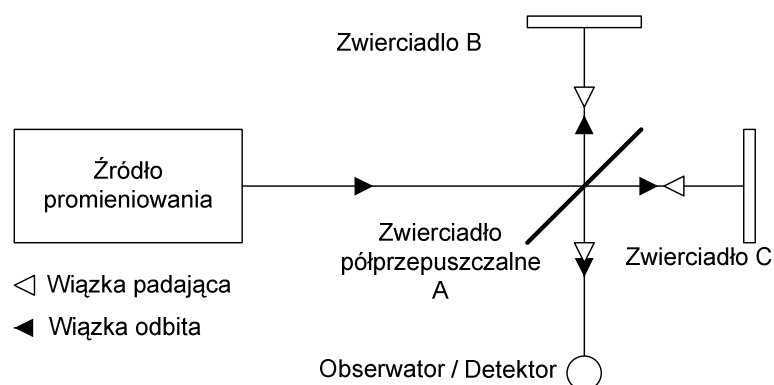 Zwierciadlo B
Źródło
promieniowania
Zwierciadło
półprzepuszczalne
A
Zwierciadło C
Wiązka padająca
Wiązka odbita
Obserwator / Detektor